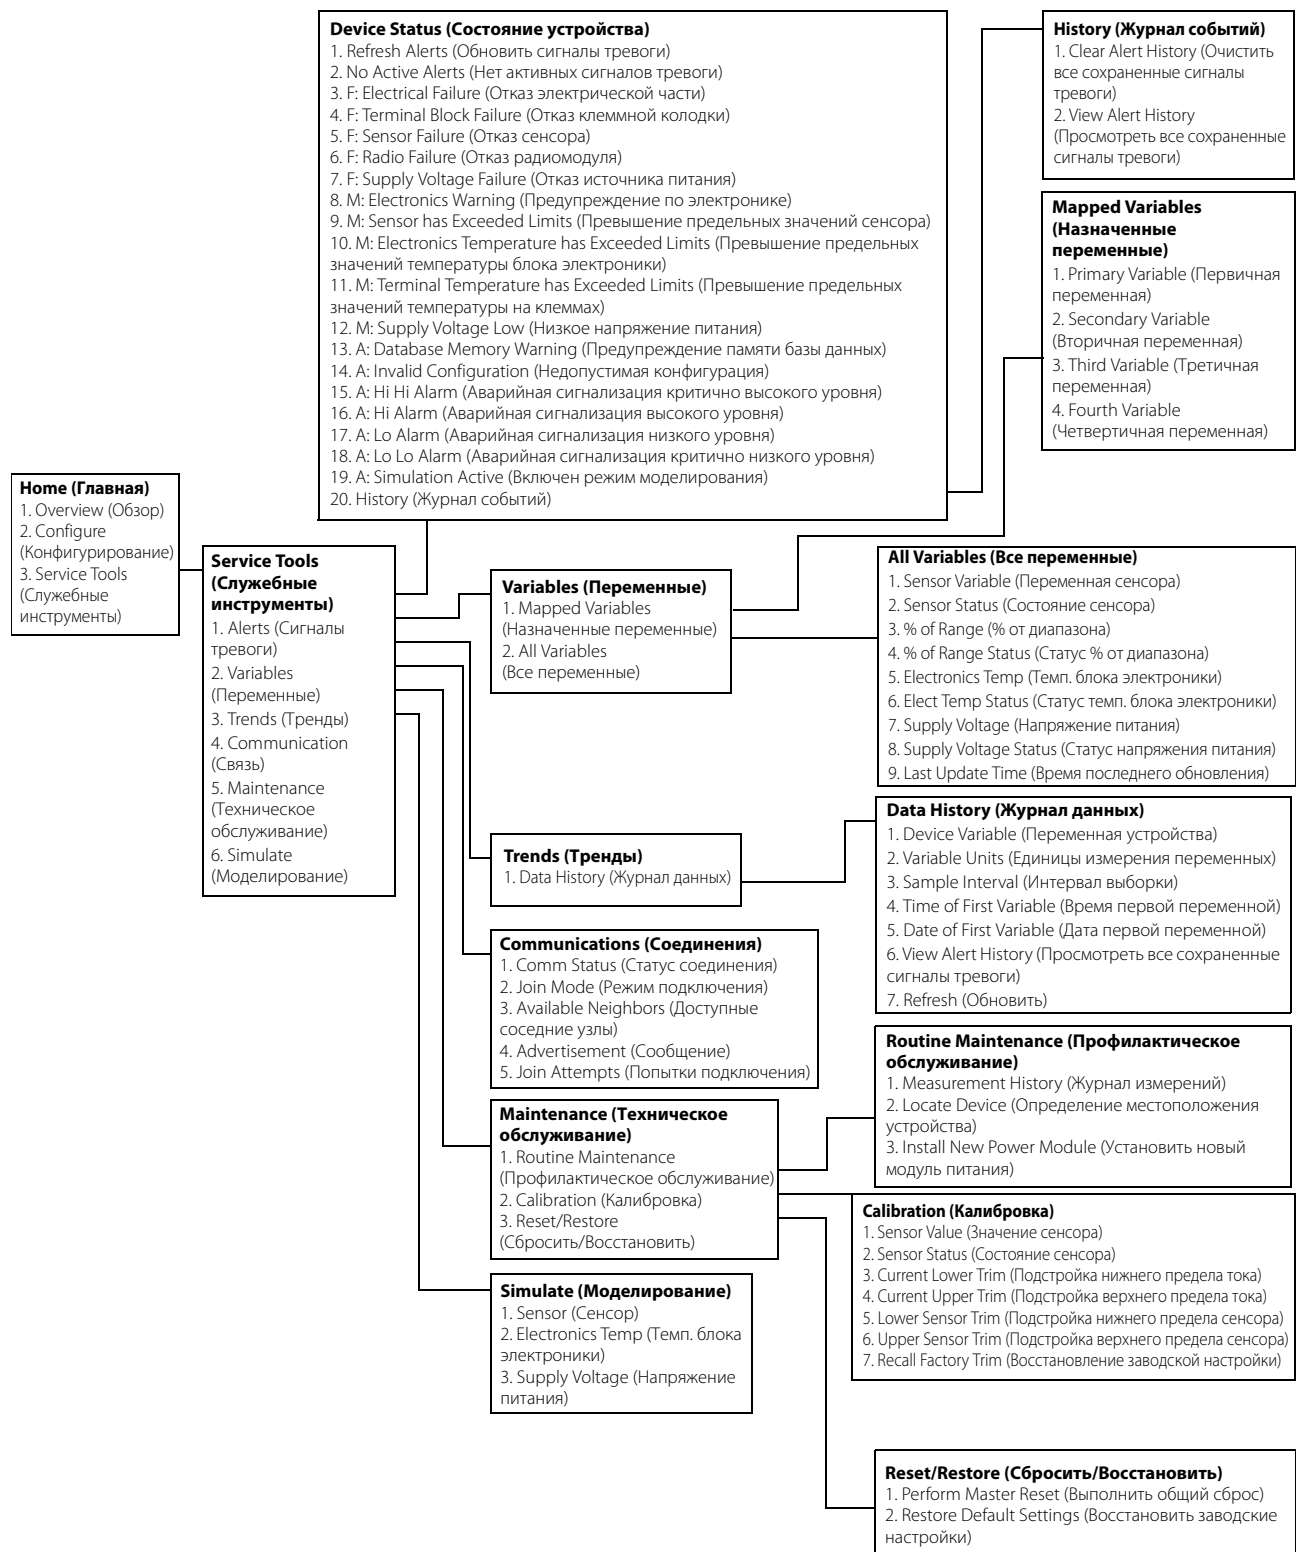 Device Status (Состояние устройства)
1. Refresh Alerts (Обновить сигналы тревоги)
2. No Active Alerts (Нет активных сигналов тревоги)
3. F: Electrical Failure (Отказ электрической части)
4. F: Terminal Block Failure (Отказ клеммной колодки)
5. F: Sensor Failure (Отказ сенсора)
6. F: Radio Failure (Отказ радиомодуля)
7. F: Supply Voltage Failure (Отказ источника питания)
8. M: Electronics Warning (Предупреждение по электронике)
9. M: Sensor has Exceeded Limits (Превышение предельных значений сенсора)
10. M: Electronics Temperature has Exceeded Limits (Превышение предельных
значений температуры блока электроники)
11. M: Terminal Temperature has Exceeded Limits (Превышение предельных
значений температуры на клеммах)
12. M: Supply Voltage Low (Низкое напряжение питания)
13. A: Database Memory Warning (Предупреждение памяти базы данных)
14. A: Invalid Configuration (Недопустимая конфигурация)
15. A: Hi Hi Alarm (Аварийная сигнализация критично высокого уровня)
16. A: Hi Alarm (Аварийная сигнализация высокого уровня)
17. A: Lo Alarm (Аварийная сигнализация низкого уровня)
18. A: Lo Lo Alarm (Аварийная сигнализация критично низкого уровня)
19. A: Simulation Active (Включен режим моделирования)
20. History (Журнал событий)
History (Журнал событий)
1. Clear Alert History (Очистить
все сохраненные сигналы
тревоги)
2. View Alert History
(Просмотреть все сохраненные
сигналы тревоги)
Mapped Variables
(Назначенные
переменные)
1. Primary Variable (Первичная
переменная)
2. Secondary Variable
(Вторичная переменная)
3. Third Variable (Третичная
переменная)
4. Fourth Variable
(Четвертичная переменная)
Home (Главная)
1. Overview (Обзор)
2. Configure
(Конфигурирование)
3. Service Tools
(Служебные
инструменты)
Service Tools
(Служебные
инструменты)
1. Alerts (Сигналы
тревоги)
2. Variables
(Переменные)
3. Trends (Тренды)
4. Communication
(Связь)
5. Maintenance
(Техническое
обслуживание)
6. Simulate
(Моделирование)
Variables (Переменные)
1. Mapped Variables
(Назначенные переменные)
2. All Variables
(Все переменные)
All Variables (Все переменные)
1. Sensor Variable (Переменная сенсора)
2. Sensor Status (Состояние сенсора)
3. % of Range (% от диапазона)
4. % of Range Status (Статус % от диапазона)
5. Electronics Temp (Темп. блока электроники)
6. Elect Temp Status (Статус темп. блока электроники)
7. Supply Voltage (Напряжение питания)
8. Supply Voltage Status (Статус напряжения питания)
9. Last Update Time (Время последнего обновления)
Trends (Тренды)
1. Data History (Журнал данных)
Data History (Журнал данных)
1. Device Variable (Переменная устройства)
2. Variable Units (Единицы измерения переменных)
3. Sample Interval (Интервал выборки)
4. Time of First Variable (Время первой переменной)
5. Date of First Variable (Дата первой переменной)
6. View Alert History (Просмотреть все сохраненные
сигналы тревоги)
7. Refresh (Обновить)
Communications (Соединения)
1. Comm Status (Статус соединения)
2. Join Mode (Режим подключения)
3. Available Neighbors (Доступные
соседние узлы)
4. Advertisement (Сообщение)
5. Join Attempts (Попытки подключения)
Maintenance (Техническое
обслуживание)
1. Routine Maintenance
(Профилактическое обслуживание)
2. Calibration (Калибровка)
3. Reset/Restore
(Сбросить/Восстановить)
Routine Maintenance (Профилактическое
обслуживание)
1. Measurement History (Журнал измерений)
2. Locate Device (Определение местоположения
устройства)
3. Install New Power Module (Установить новый
модуль питания)
Calibration (Калибровка)
1. Sensor Value (Значение сенсора)
2. Sensor Status (Состояние сенсора)
3. Current Lower Trim (Подстройка нижнего предела тока)
4. Current Upper Trim (Подстройка верхнего предела тока)
5. Lower Sensor Trim (Подстройка нижнего предела сенсора)
6. Upper Sensor Trim (Подстройка верхнего предела сенсора)
7. Recall Factory Trim (Восстановление заводской настройки)
Simulate (Моделирование)
1. Sensor (Сенсор)
2. Electronics Temp (Темп. блока
электроники)
3. Supply Voltage (Напряжение
питания)
Reset/Restore (Сбросить/Восстановить)
1. Perform Master Reset (Выполнить общий сброс)
2. Restore Default Settings (Восстановить заводские
настройки)